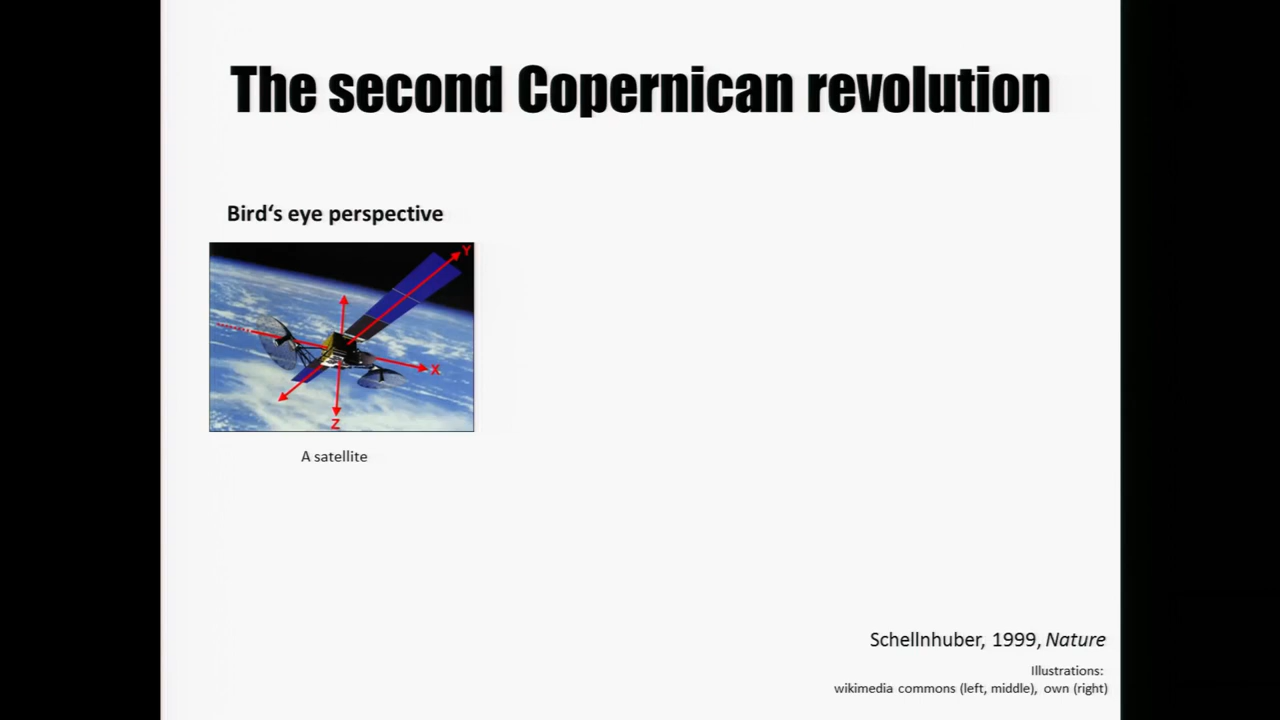 The second Copernican revolution
Bird‘s eye perspective
Y
X
Z
A satellite
Schellnhuber, 1999, Nature
Illustrations:
wikimedia commons (left, middle), own (right)